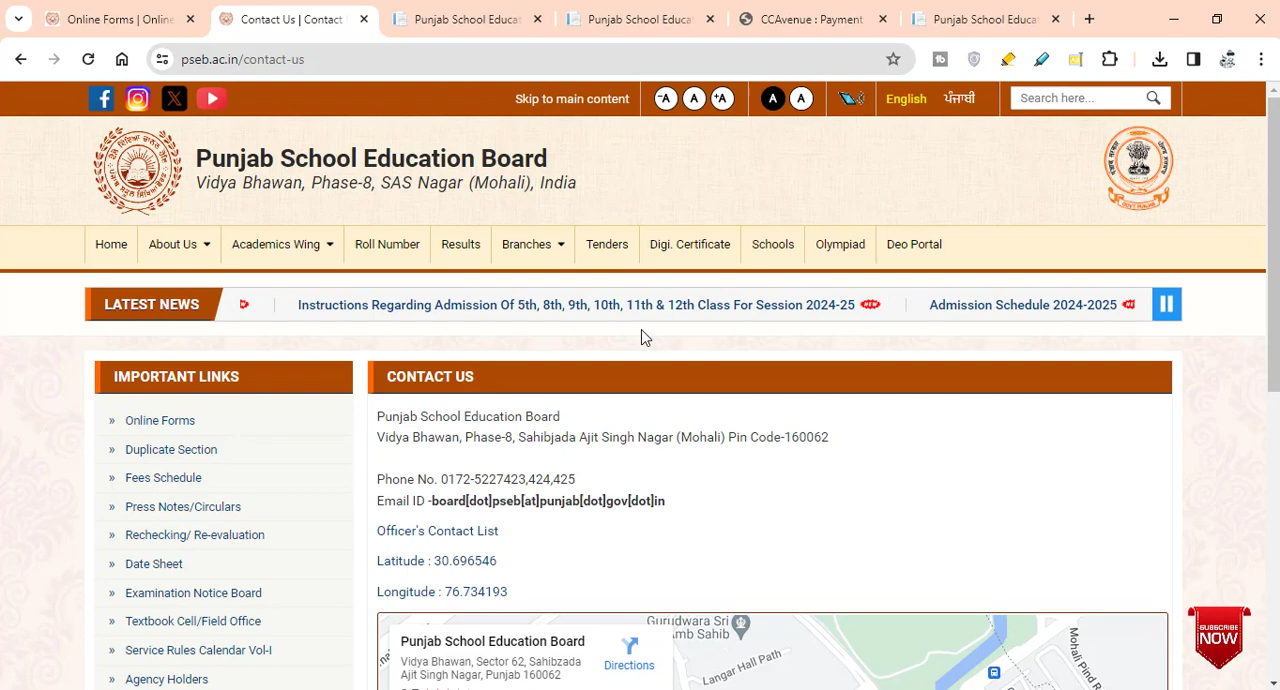 Online Forms | Online
Contact Us | Contact
Punjab School Educat
Punjab School Educat
CCAvenue : Payment
Punjab School Educa
pseb.ac.in/contact-us
Skip to main content
-A A +A
A A
English ਪੰਜਾਬੀ
Search here...
Punjab School Education Board
Vidya Bhawan, Phase-8, SAS Nagar (Mohali), India
Home About Us Academics Wing Roll Number Results Branches Tenders Digi. Certificate Schools Olympiad Deo Portal
LATEST NEWS Instructions Regarding Admission Of 5th, 8th, 9th, 10th, 11th & 12th Class For Session 2024-25 Admission Schedule 2024-2025
IMPORTANT LINKS
Online Forms
Duplicate Section
Fees Schedule
Press Notes/Circulars
Rechecking/ Re-evaluation
Date Sheet
Examination Notice Board
Textbook Cell/Field Office
Service Rules Calendar Vol-I
Agency Holders
CONTACT US
Punjab School Education Board
Vidya Bhawan, Phase-8, Sahibjada Ajit Singh Nagar (Mohali) Pin Code-160062
Phone No. 0172-5227423,424,425
Email ID -board[dot]pseb[at]punjab[dot]gov[dot]in
Officer's Contact List
Latitude : 30.696546
Longitude : 76.734193
Punjab School Education Board
Vidya Bhawan, Sector 62, Sahibzada
Ajit Singh Nagar, Punjab 160062
Directions
Gurudwara Sri
Amb Sahib
Langar Hall Path
Mohali Pind
SUBSCRIBE
NOW